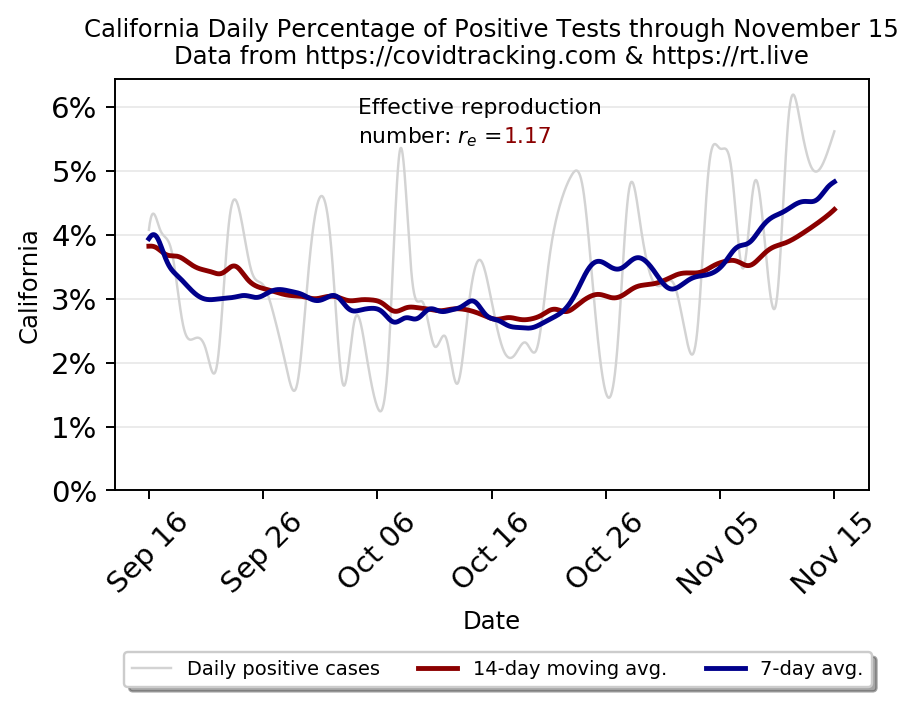 California Daily Percentage of Positive Tests through November 15
Data from https://covidtracking.com & https://rt.live
Effective reproduction
number: rₑ =1.17
6%
5%
4%
3%
2%
1%
0%
California
Sep 16
Sep 26
Oct 06
Oct 16
Oct 26
Nov 05
Nov 15
Date
Daily positive cases
14-day moving avg.
7-day avg.